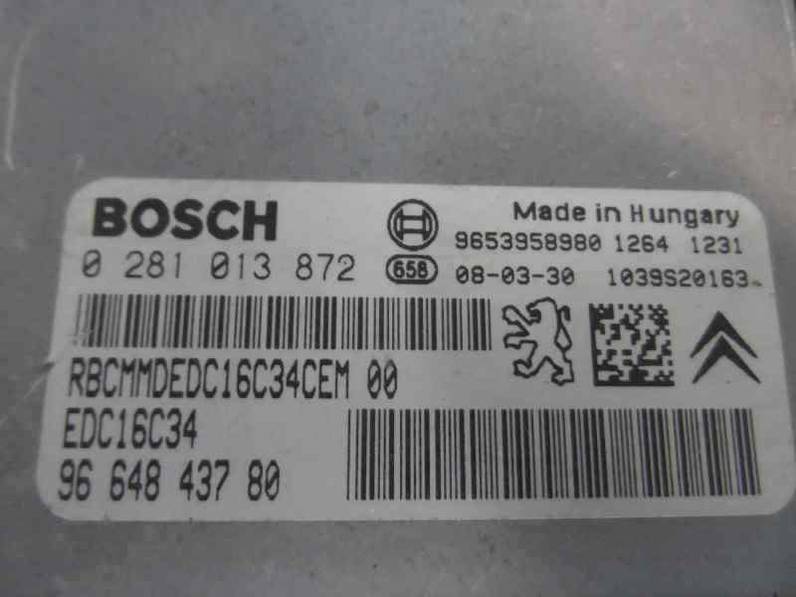 BOSCH
Made in Hungary
9653958980 1264 1231
0 281 013 872
658
08-03-30 1039S20163
RBCMMDEDC16C34CEM 00
EDC16C34
96 648 437 80